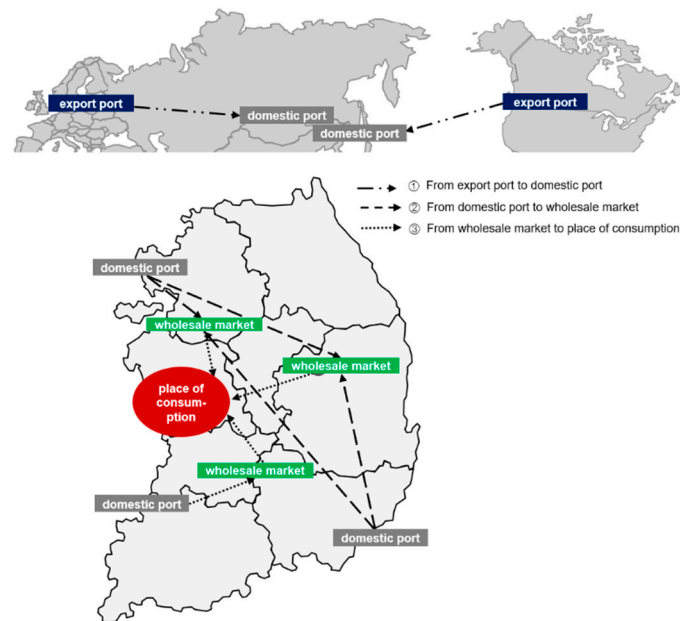 export port
export port
domestic port
domestic port
① From export port to domestic port
② From domestic port to wholesale market
③ From wholesale market to place of consumption
domestic port
wholesale market
wholesale market
place of
consum-
ption
wholesale market
domestic port
domestic port